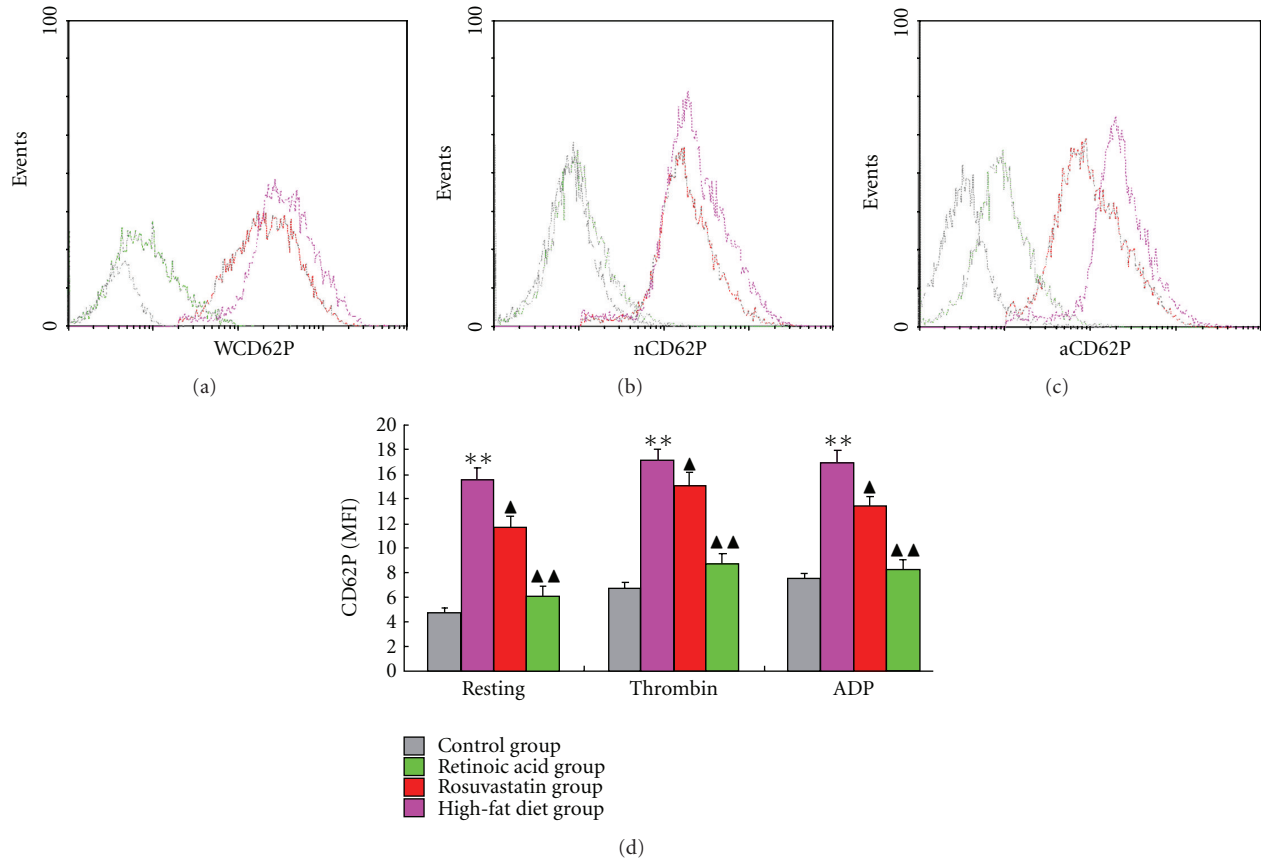 100
Events
0
WCD62P
(a)
100
Events
0
nCD62P
(b)
100
Events
0
aCD62P
(c)
20
18
16
14
12
10
8
6
4
2
0
CD62P (MFI)
**
▲
▲▲
**
▲
▲▲
**
▲
▲▲
Resting
Thrombin
ADP
Control group
Retinoic acid group
Rosuvastatin group
High-fat diet group
(d)